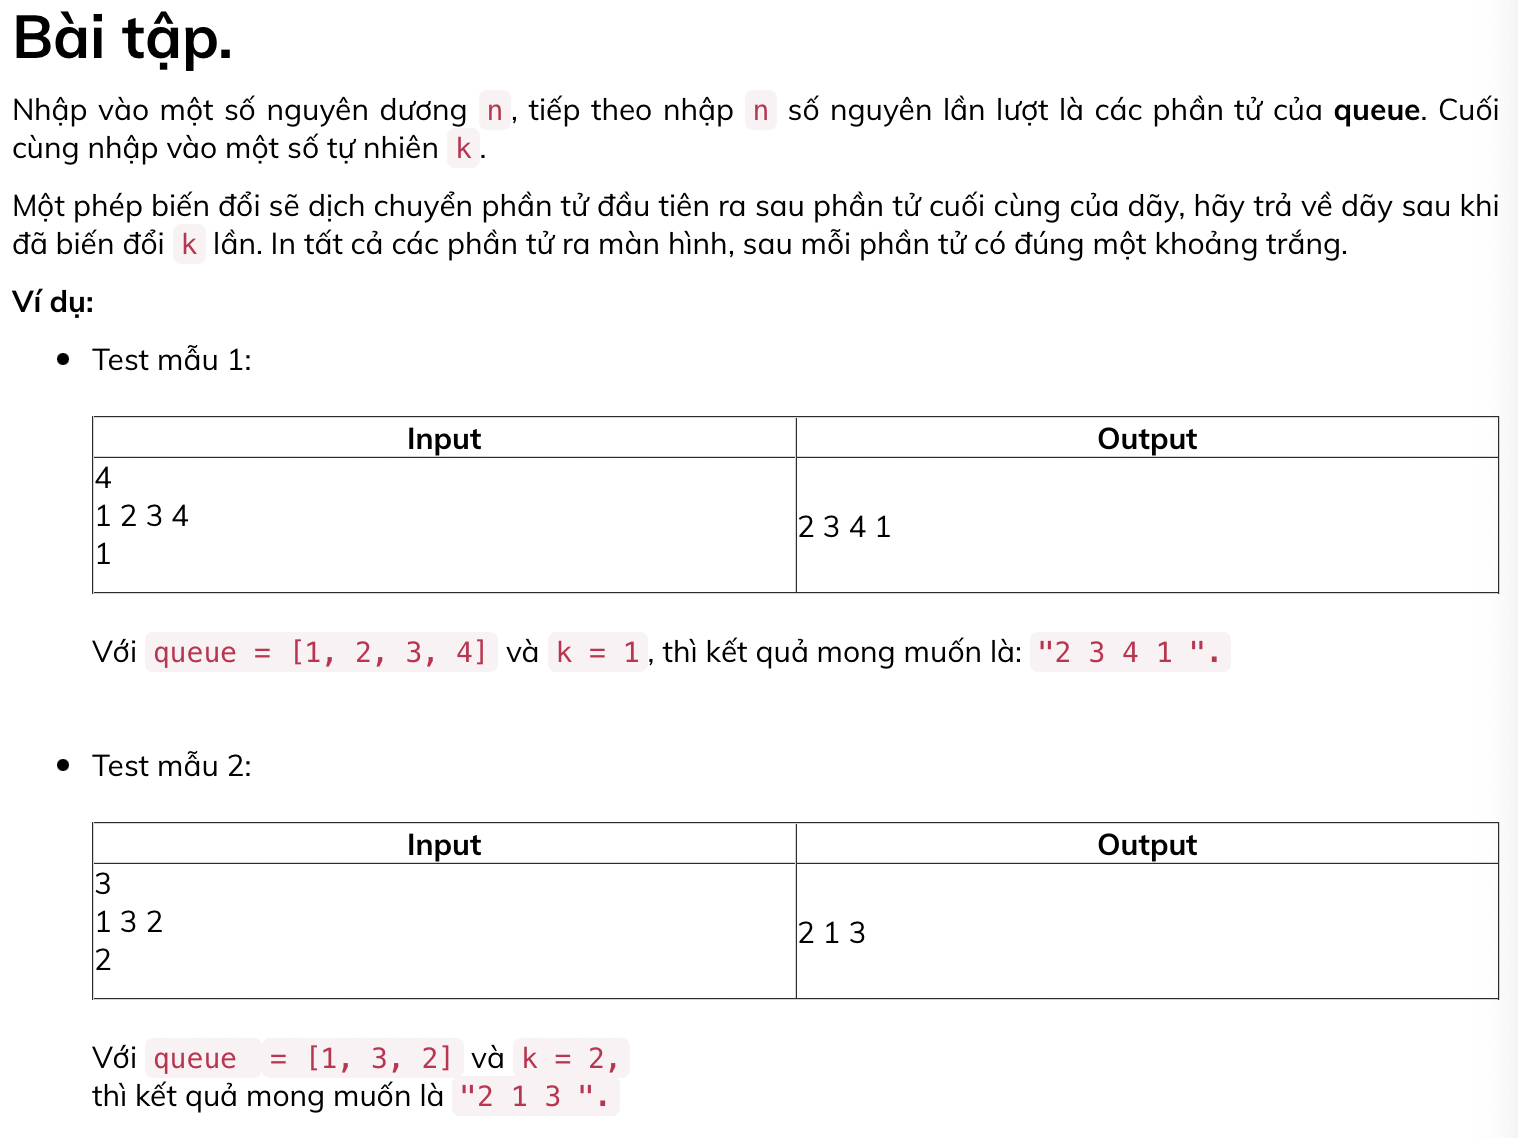 Bài tập.
Nhập vào một số nguyên dương n, tiếp theo nhập n số nguyên lần lượt là các phần tử của queue. Cuối
cùng nhập vào một số tự nhiên k.
Một phép biến đổi sẽ dịch chuyển phần tử đầu tiên ra sau phần tử cuối cùng của dãy, hãy trả về dãy sau khi
đã biến đổi k lần. In tất cả các phần tử ra màn hình, sau mỗi phần tử có đúng một khoảng trắng.
Ví dụ:
Test mẫu 1:
Input Output
4
1 2 3 4
1
2 3 4 1
Với queue = [1, 2, 3, 4] và k = 1, thì kết quả mong muốn là: "2 3 4 1 ".
Test mẫu 2:
Input Output
3
1 3 2
2
2 1 3
Với queue = [1, 3, 2] và k = 2,
thì kết quả mong muốn là "2 1 3 ".